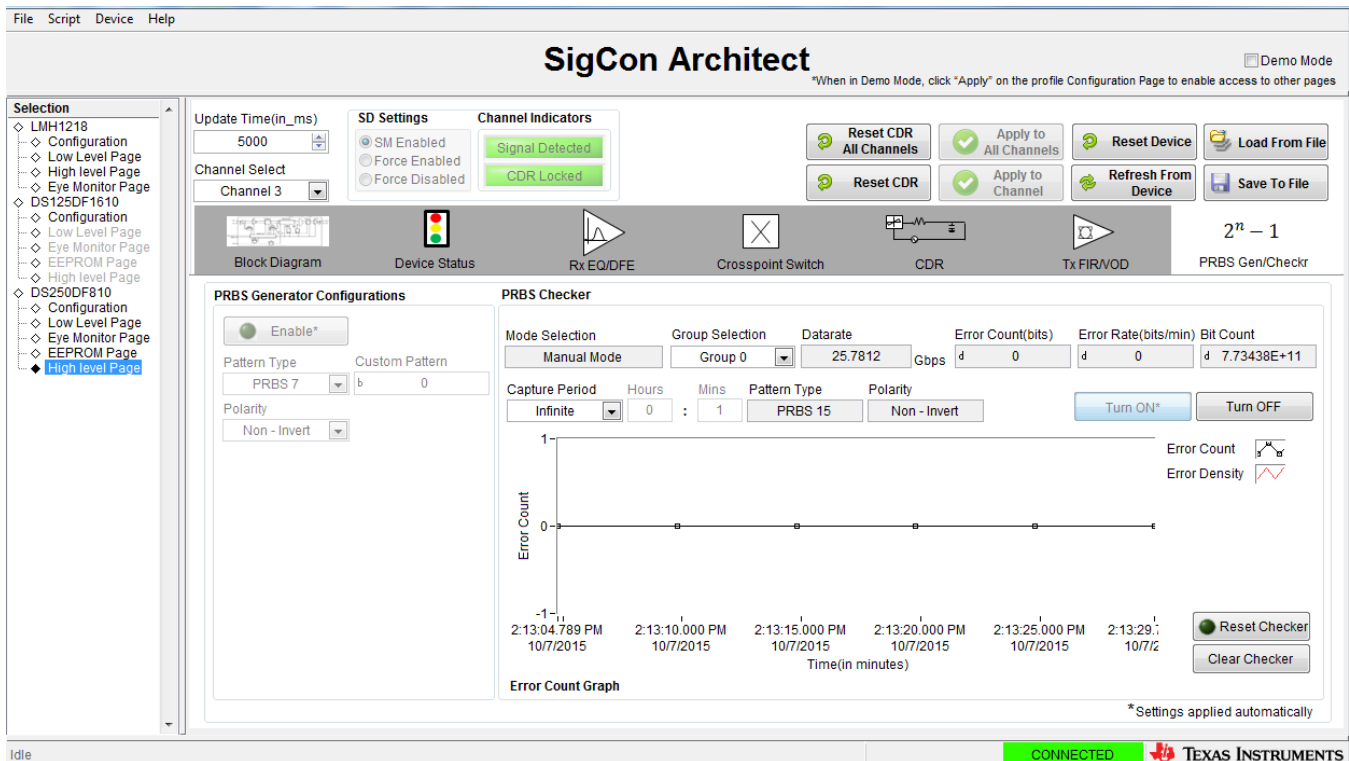 File Script Device Help
SigCon Architect
Demo Mode
*When in Demo Mode, click "Apply" on the profile Configuration Page to enable access to other pages
Selection
LMH1218
Configuration
Low Level Page
High level Page
Eye Monitor Page
DS125DF1610
Configuration
Low Level Page
Eye Monitor Page
EEPROM Page
High level Page
DS250DF810
Configuration
Low Level Page
Eye Monitor Page
EEPROM Page
High level Page
Update Time(in_ms)
5000
Channel Select
Channel 3
SD Settings
SM Enabled
Force Enabled
Force Disabled
Channel Indicators
Signal Detected
CDR Locked
Reset CDR
All Channels
Apply to
All Channels
Reset Device
Load From File
Reset CDR
Apply to
Channel
Refresh From
Device
Save To File
Block Diagram
Device Status
Rx EQ/DFE
Crosspoint Switch
CDR
Tx FIR/VOD
2ⁿ − 1
PRBS Gen/Checkr
PRBS Generator Configurations
Enable*
Pattern Type Custom Pattern
PRBS 7 b 0
Polarity
Non - Invert
PRBS Checker
Mode Selection Group Selection Datarate Error Count(bits) Error Rate(bits/min) Bit Count
Manual Mode Group 0 25.7812 Gbps d 0 d 0 d 7.73438E+11
Capture Period Hours Mins Pattern Type Polarity
Infinite 0 : 1 PRBS 15 Non - Invert Turn ON* Turn OFF
Error Count
Error Density
Error Count
1
0
-1
2:13:04.789 PM 2:13:10.000 PM 2:13:15.000 PM 2:13:20.000 PM 2:13:25.000 PM 2:13:29.
10/7/2015 10/7/2015 10/7/2015 10/7/2015 10/7/2015 10/7/2
Time(in minutes)
Error Count Graph
Reset Checker
Clear Checker
*Settings applied automatically
Idle
CONNECTED
TEXAS INSTRUMENTS